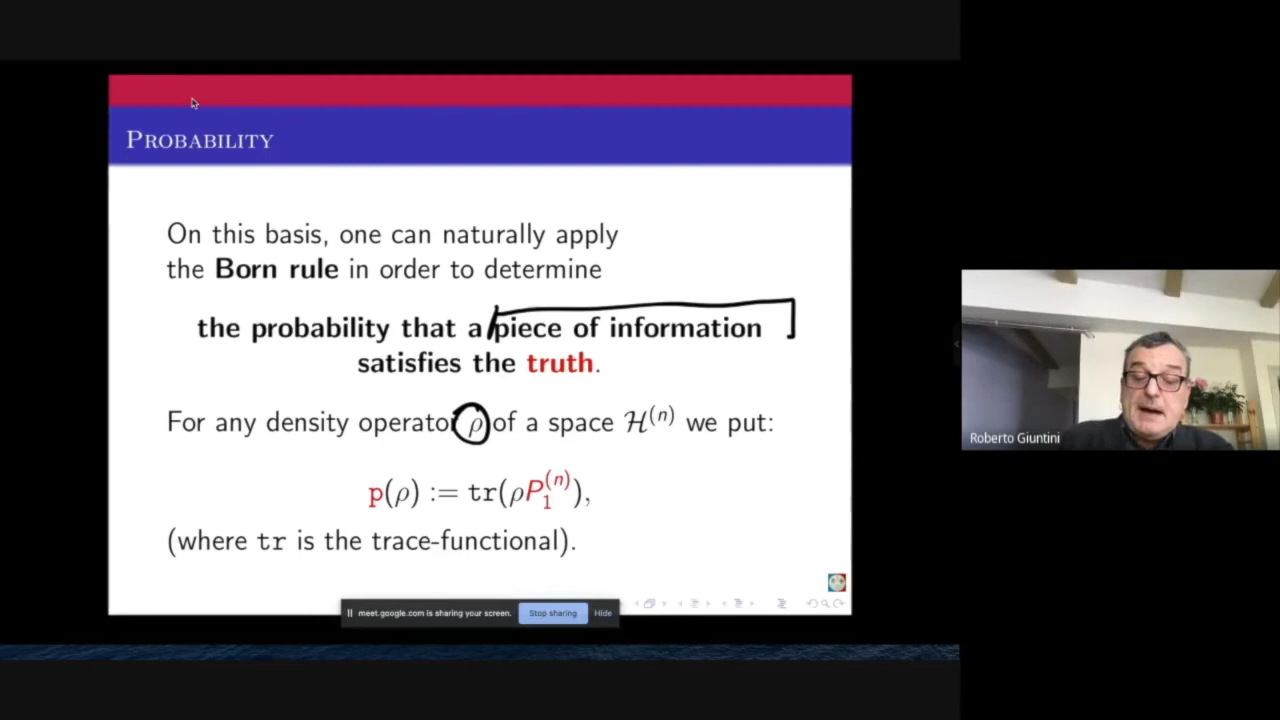 PROBABILITY
On this basis, one can naturally apply
the Born rule in order to determine
the probability that a piece of information
satisfies the truth.
For any density operator ρ of a space ℋ⁽ⁿ⁾ we put:
p(ρ) := tr(ρP₁⁽ⁿ⁾),
(where tr is the trace-functional).
meet.google.com is sharing your screen. Stop sharing Hide
Roberto Giuntini